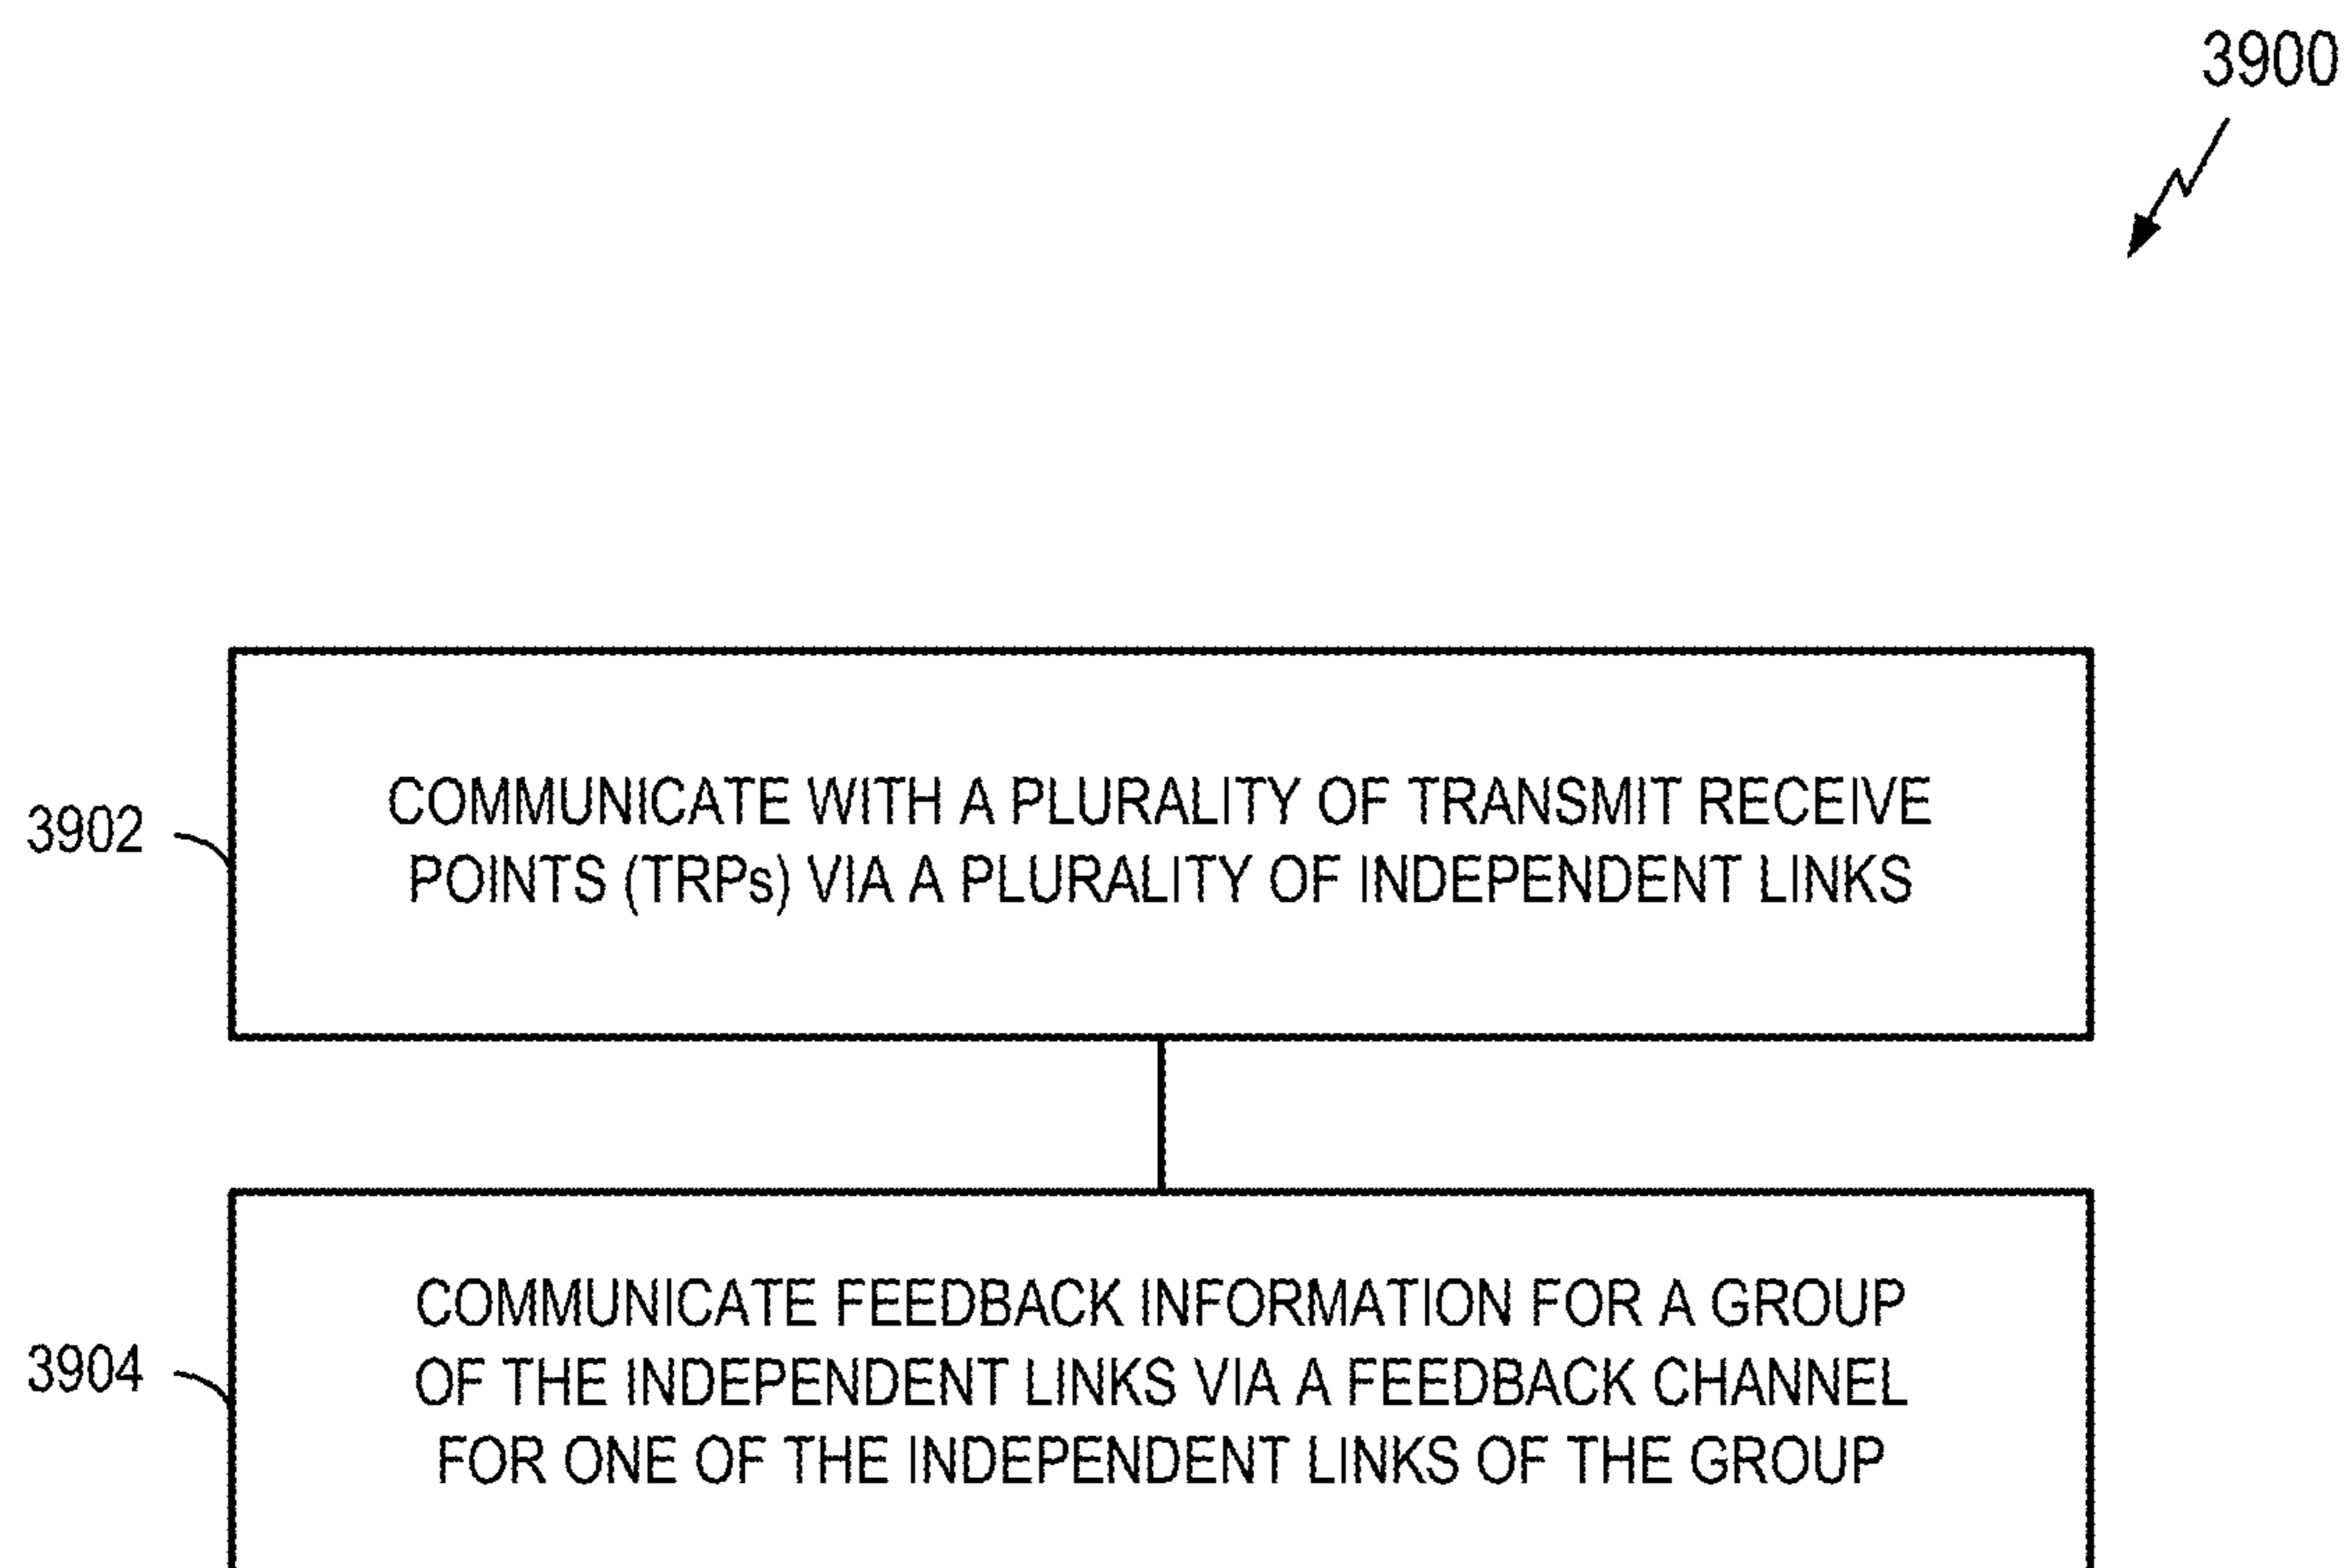 3900
3902
COMMUNICATE WITH A PLURALITY OF TRANSMIT RECEIVE
POINTS (TRPs) VIA A PLURALITY OF INDEPENDENT LINKS
3904
COMMUNICATE FEEDBACK INFORMATION FOR A GROUP
OF THE INDEPENDENT LINKS VIA A FEEDBACK CHANNEL
FOR ONE OF THE INDEPENDENT LINKS OF THE GROUP